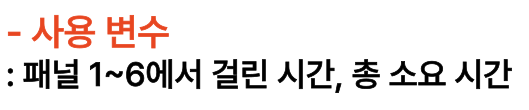 - 사용 변수
: 패널 1~6에서 걸린 시간, 총 소요 시간